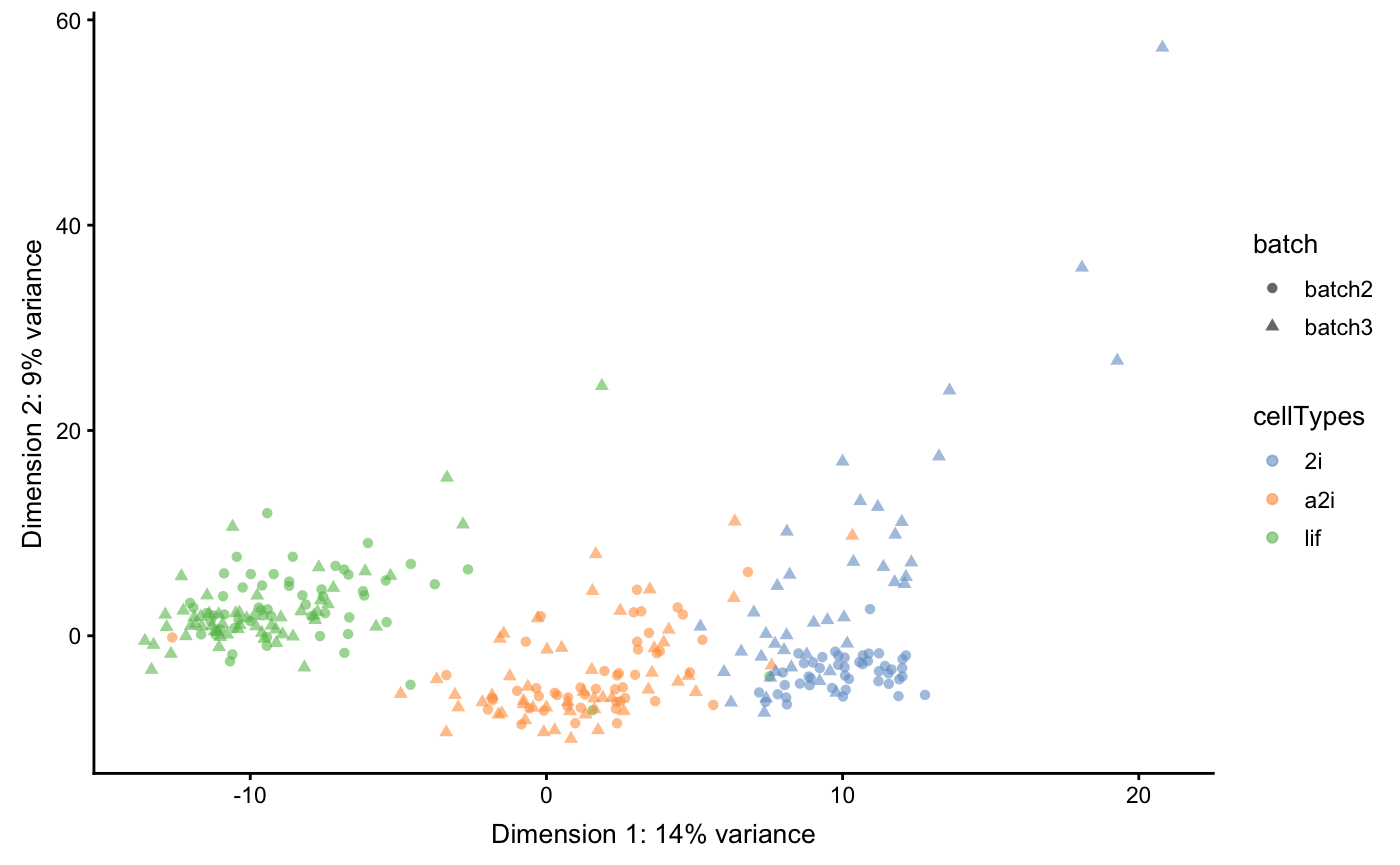 60
40
20
0
-10
0
10
20
Dimension 2: 9% variance
Dimension 1: 14% variance
batch
batch2
batch3
cellTypes
2i
a2i
lif